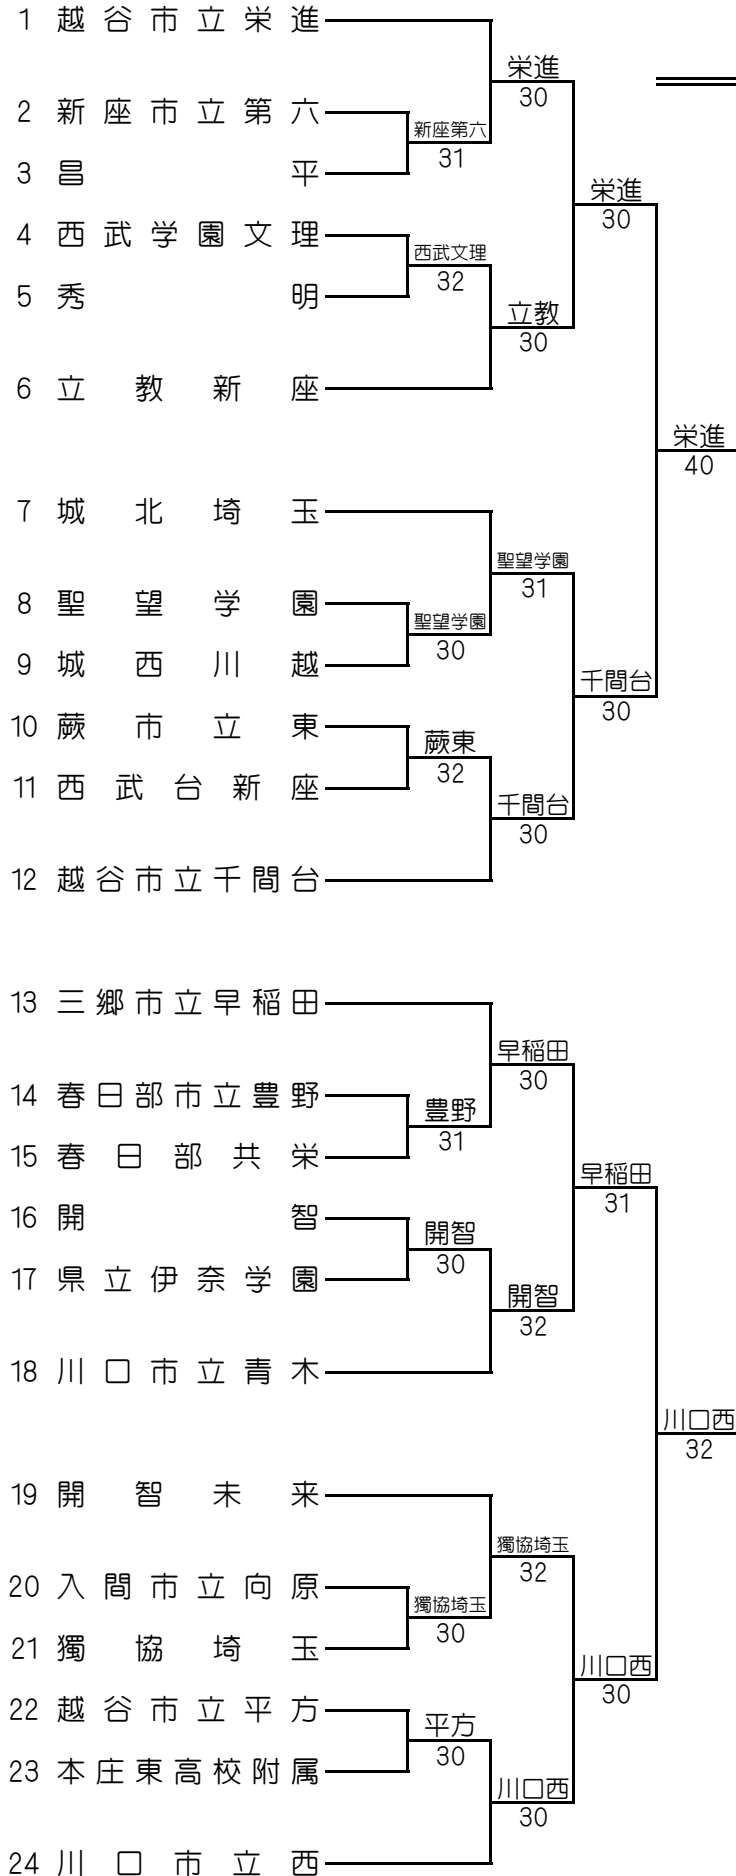 1 越谷市立栄進
栄進
30
2 新座市立第六
新座第六
31
3 昌平
栄進
30
4 西武学園文理
西武文理
32
5 秀明
立教
30
6 立教新座
栄進
40
7 城北埼玉
聖望学園
31
8 聖望学園
聖望学園
30
9 城西川越
千間台
30
10 蕨市立東
蕨東
32
11 西武台新座
千間台
30
12 越谷市立千間台
13 三郷市立早稲田
早稲田
30
14 春日部市立豊野
豊野
31
15 春日部共栄
早稲田
31
16 開智
開智
30
17 県立伊奈学園
開智
32
18 川口市立青木
川口西
32
19 開智未来
獨協埼玉
32
20 入間市立向原
獨協埼玉
30
21 獨協埼玉
川口西
30
22 越谷市立平方
平方
30
23 本庄東高校附属
川口西
30
24 川口市立西